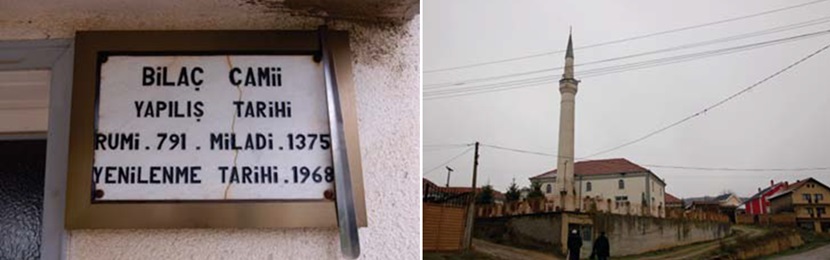 BİLAÇ CAMİİ
YAPILIŞ TARİHİ
RUMİ.791.MİLADİ.1375
YENİLENME TARİHİ.1968